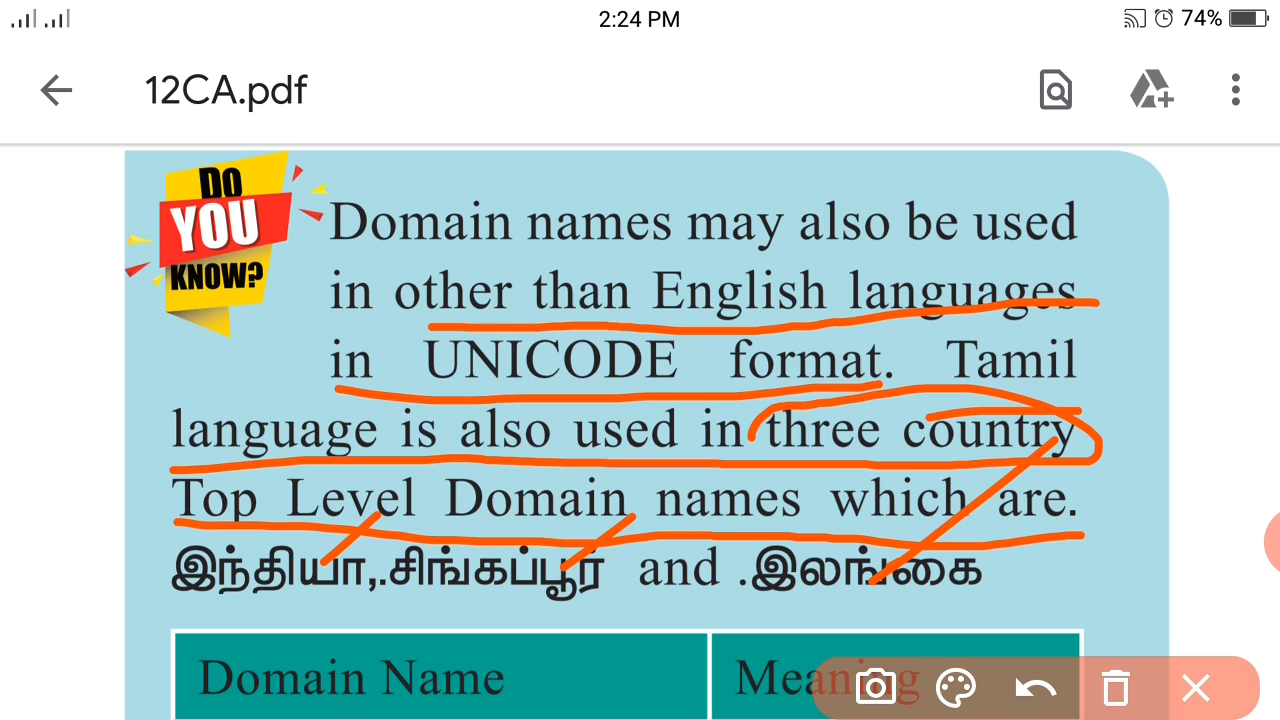 2:24 PM
74%
12CA.pdf
DO
YOU
KNOW?
Domain names may also be used
in other than English languages
in UNICODE format. Tamil
language is also used in three country
Top Level Domain names which are.
இந்தியா,.சிங்கப்பூர் and .இலங்கை
Domain Name Meaning